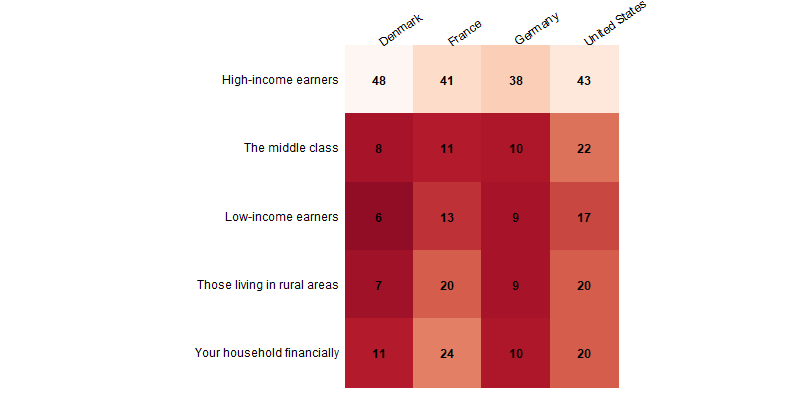 Denmark France Germany United States
High-income earners 48 41 38 43
The middle class 8 11 10 22
Low-income earners 6 13 9 17
Those living in rural areas 7 20 9 20
Your household financially 11 24 10 20